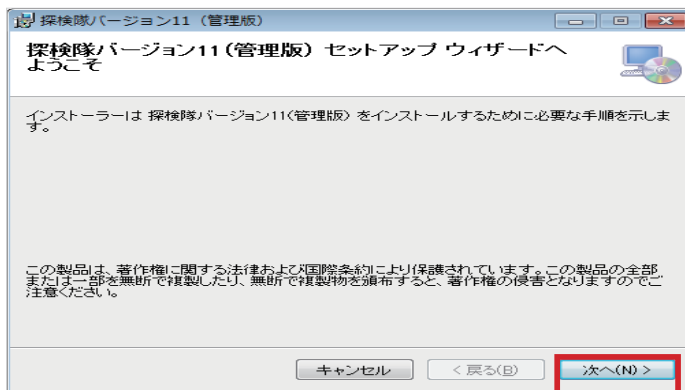 探検隊バージョン11（管理版）
探検隊バージョン11(管理版) セットアップ ウィザードへ
ようこそ
インストーラーは 探検隊バージョン11(管理版) をインストールするために必要な手順を示しま
す。
この製品は、著作権に関する法律および国際条約により保護されています。この製品の全部
または一部を無断で複製したり、無断で複製物を頒布すると、著作権の侵害となりますのでご
注意ください。
キャンセル
< 戻る(B)
次へ(N) >